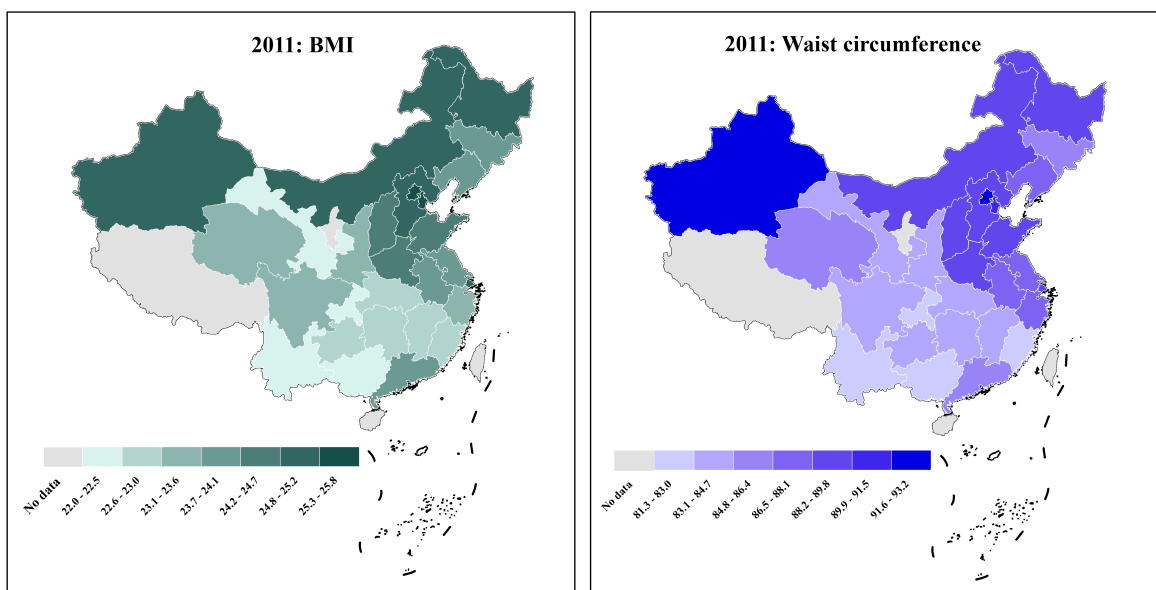 2011: BMI
No data
22.0 - 22.5
22.6 - 23.0
23.1 - 23.6
23.7 - 24.1
24.2 - 24.7
24.8 - 25.2
25.3 - 25.8
2011: Waist circumference
No data
81.3 - 83.0
83.1 - 84.7
84.8 - 86.4
86.5 - 88.1
88.2 - 89.8
89.9 - 91.5
91.6 - 93.2